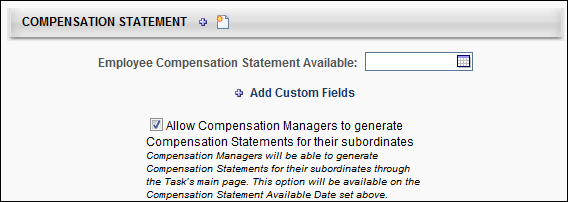 COMPENSATION STATEMENT
Employee Compensation Statement Available:
Add Custom Fields
Allow Compensation Managers to generate
Compensation Statements for their subordinates
Compensation Managers will be able to generate
Compensation Statements for their subordinates through
the Task's main page. This option will be available on the
Compensation Statement Available Date set above.